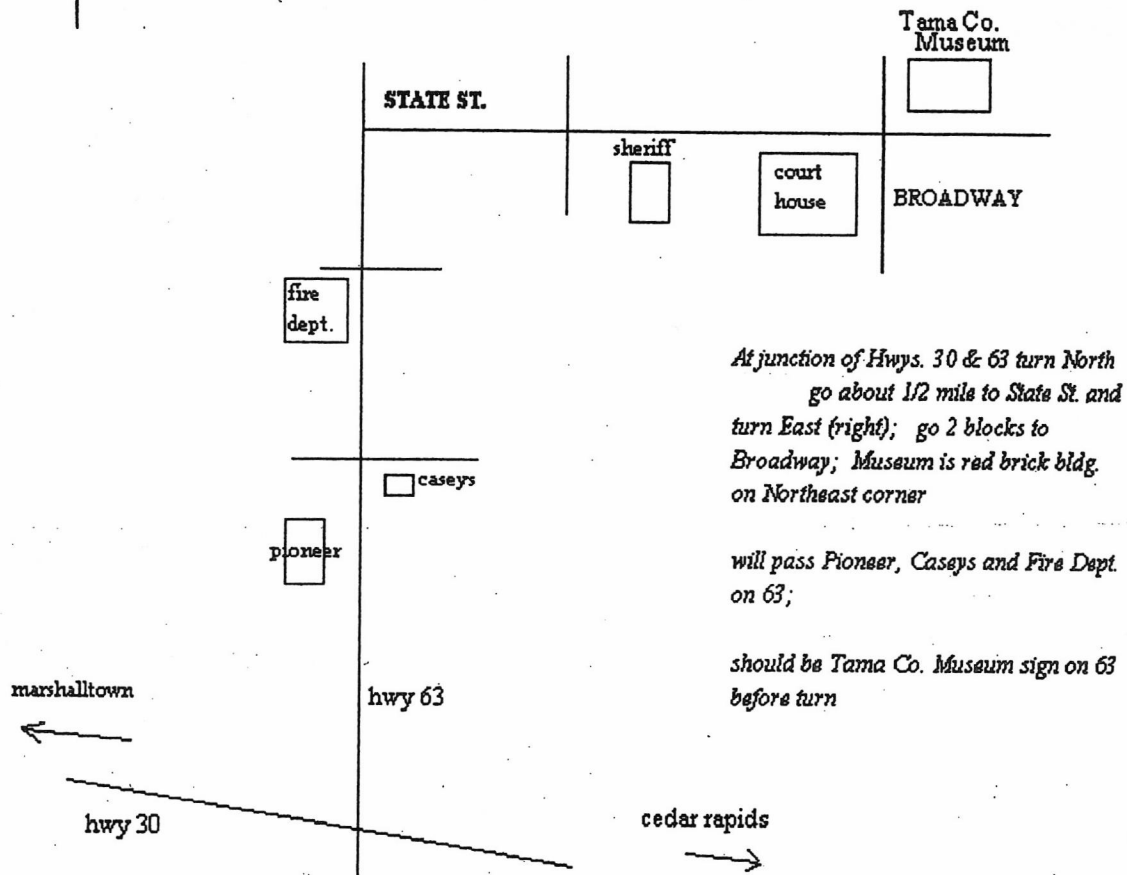 Tama Co.
Museum
STATE ST.
sheriff
court
house
BROADWAY
fire
dept.
At junction of Hwys. 30 & 63 turn North
go about 1/2 mile to State St. and
turn East (right); go 2 blocks to
Broadway; Museum is red brick bldg.
on Northeast corner
caseys
pioneer
will pass Pioneer, Caseys and Fire Dept.
on 63;
should be Tama Co. Museum sign on 63
before turn
marshalltown
hwy 63
hwy 30
cedar rapids